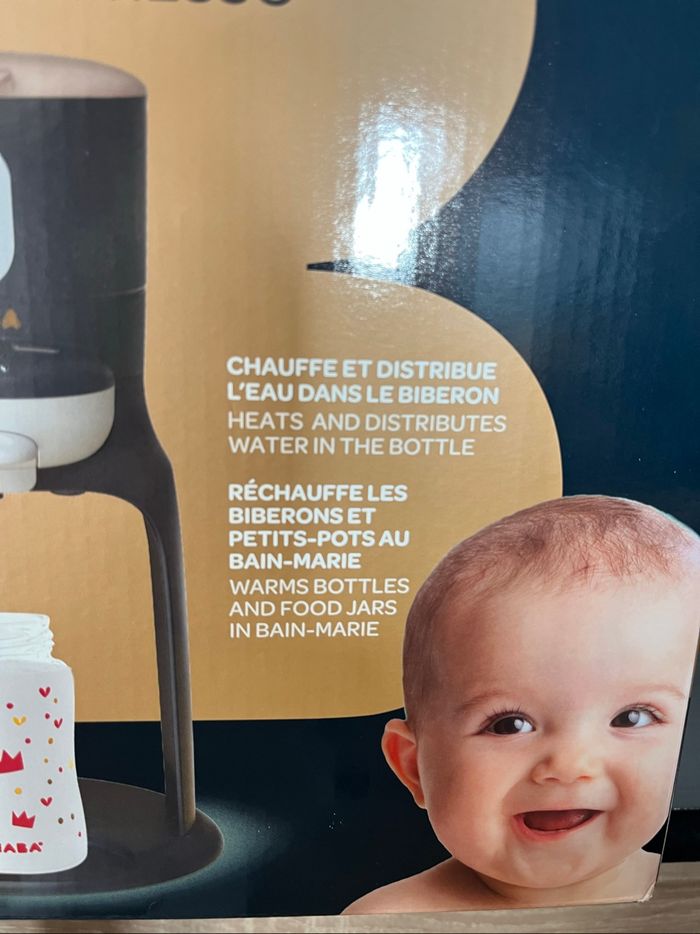 CHAUFFE ET DISTRIBUE
L'EAU DANS LE BIBERON
HEATS AND DISTRIBUTES
WATER IN THE BOTTLE
RÉCHAUFFE LES
BIBERONS ET
PETITS-POTS AU
BAIN-MARIE
WARMS BOTTLES
AND FOOD JARS
IN BAIN-MARIE